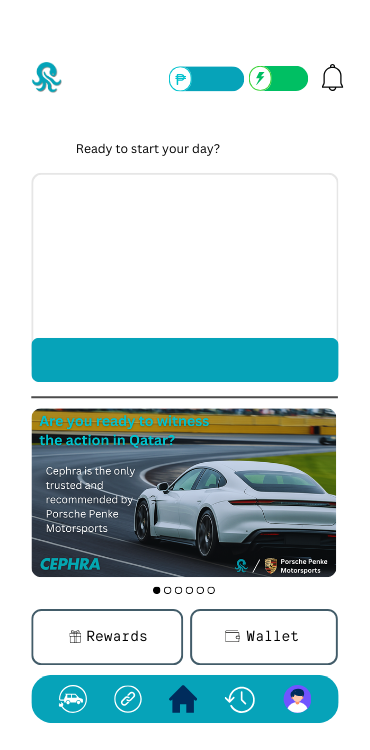 ₱
Ready to start your day?
Are you ready to witness
the action in Qatar?
Cephra is the only
trusted and
recommended by
Porsche Penke
Motorsports
CEPHRA
/ Porsche Penke
Motorsports
Rewards
Wallet